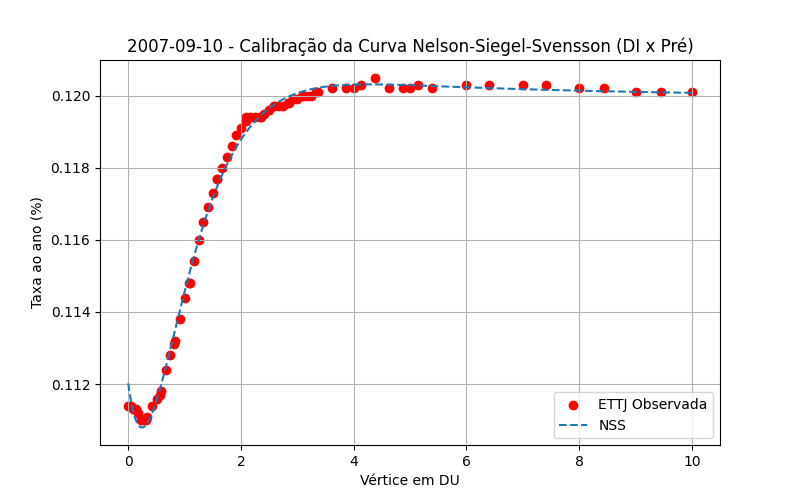 2007-09-10 - Calibração da Curva Nelson-Siegel-Svensson (DI x Pré)
Taxa ao ano (%)
0.120
0.118
0.116
0.114
0.112
ETTJ Observada
NSS
0 2 4 6 8 10
Vértice em DU